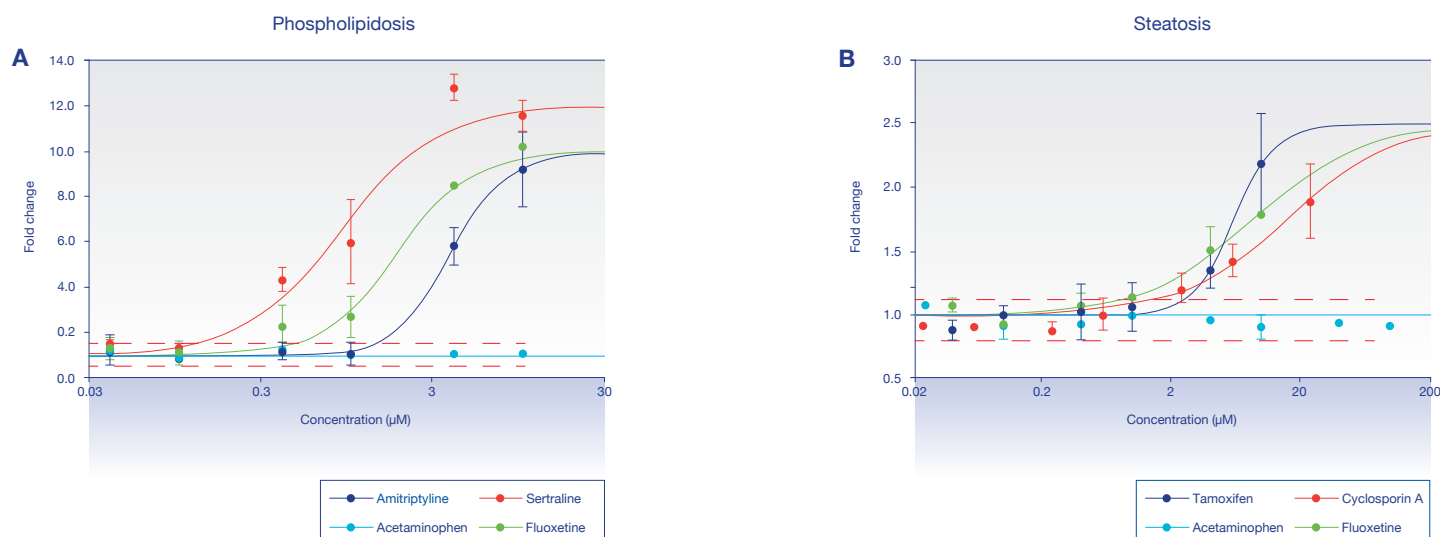 Phospholipidosis
A
14.0
12.0
10.0
8.0
6.0
4.0
0.2
0.0
Fold change
0.03
0.3
3
30
Concentration (µM)
Amitriptyline
Sertraline
Acetaminophen
Fluoxetine
Steatosis
B
3.0
2.5
2.0
1.5
1.0
0.5
Fold change
0.02
0.2
2
20
200
Concentration (µM)
Tamoxifen
Cyclosporin A
Acetaminophen
Fluoxetine